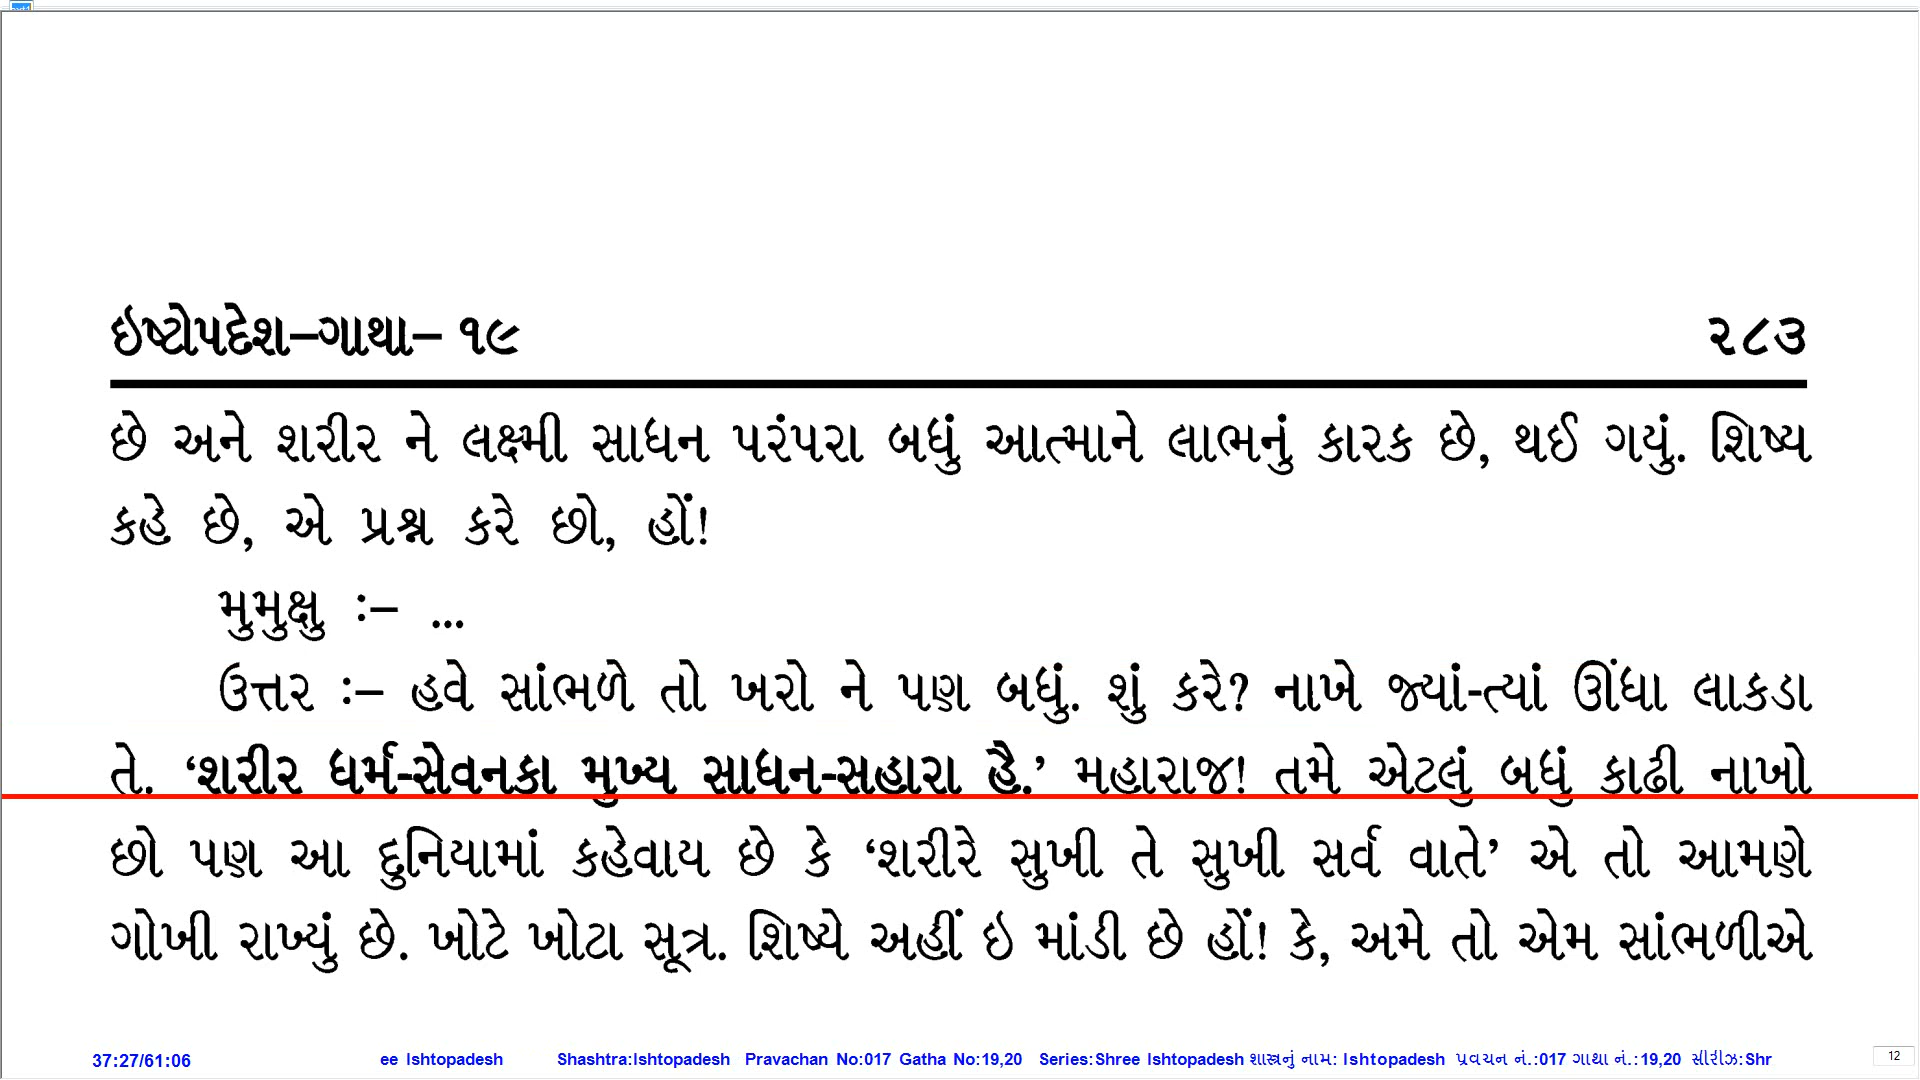 ઇષ્ટોપદેશ–ગાથા– ૧૯ ૨૮૩
છે અને શરીર ને લક્ષ્મી સાધન પરંપરા બધું આત્માને લાભનું કારક છે, થઈ ગયું. શિષ્ય
કહે છે, એ પ્રશ્ન કરે છો, હોં!
મુમુક્ષુ :– ...
ઉત્તર :– હવે સાંભળે તો ખરો ને પણ બધું. શું કરે? નાખે જ્યાં-ત્યાં ઊંધા લાકડા
તે. ‘શરીર ધર્મ-સેવનકા મુખ્ય સાધન-સહારા હૈ.’ મહારાજ! તમે એટલું બધું કાઢી નાખો
છો પણ આ દુનિયામાં કહેવાય છે કે ‘શરીરે સુખી તે સુખી સર્વ વાતે’ એ તો આમણે
ગોખી રાખ્યું છે. ખોટે ખોટા સૂત્ર. શિષ્યે અહીં ઇ માંડી છે હોં! કે, અમે તો એમ સાંભળીએ
37:27/61:06 ee Ishtopadesh Shashtra:Ishtopadesh Pravachan No:017 Gatha No:19,20 Series:Shree Ishtopadesh શાસ્ત્રનું નામ: Ishtopadesh પ્રવચન નં.:017 ગાથા નં.:19,20 સીરીઝ:Shr 12